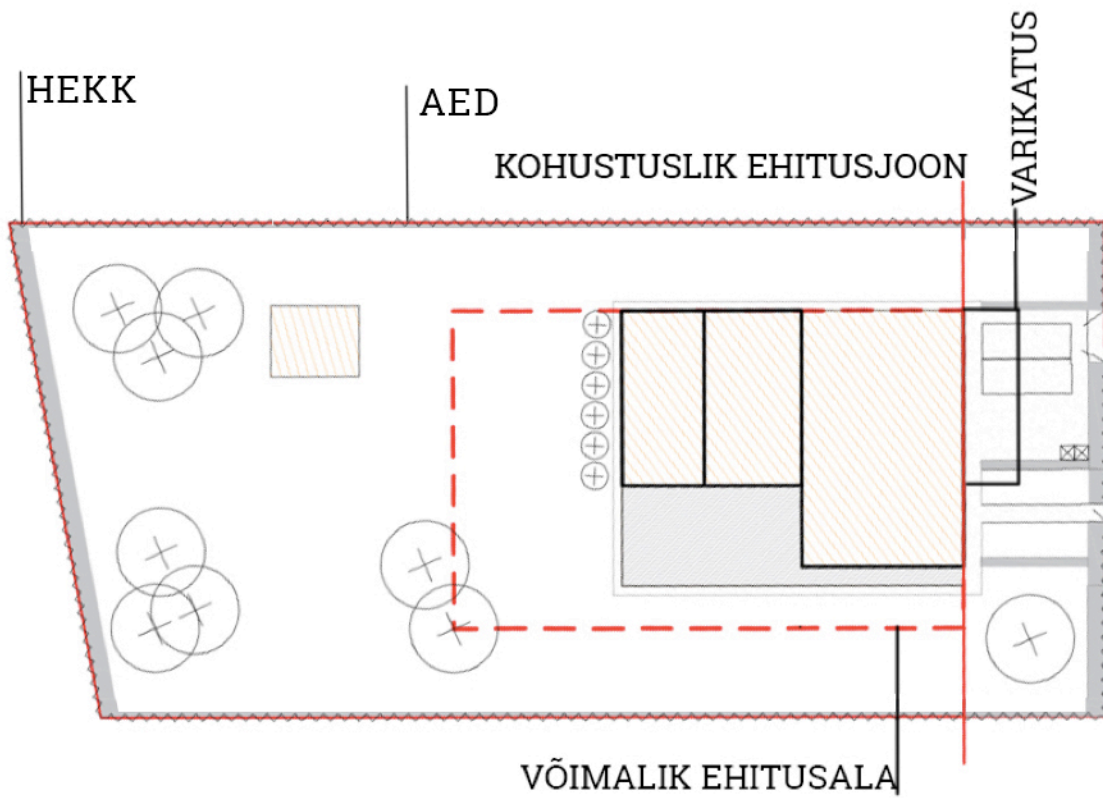 HEKK
AED
KOHUSTUSLIK EHITUSJOON
VARIKATUS
VÕIMALIK EHITUSALA